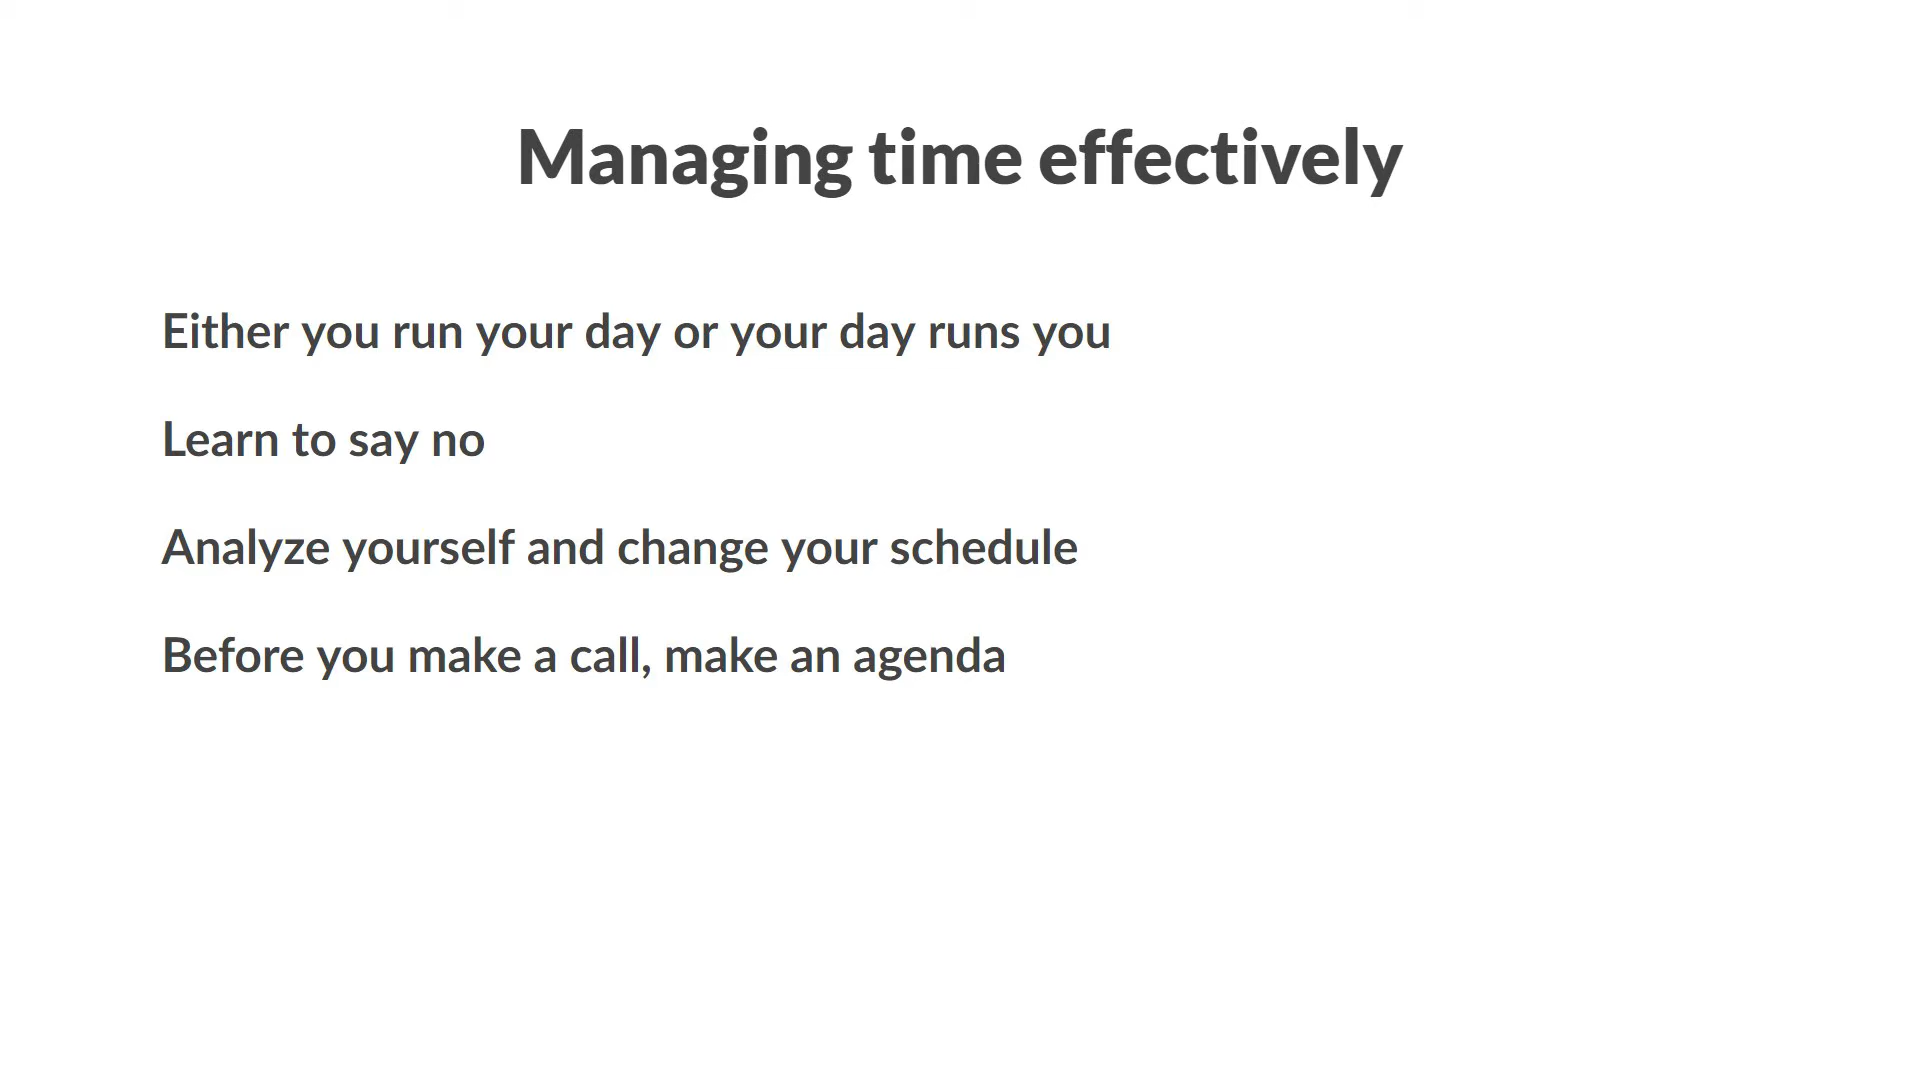 Managing time effectively
Either you run your day or your day runs you
Learn to say no
Analyze yourself and change your schedule
Before you make a call, make an agenda